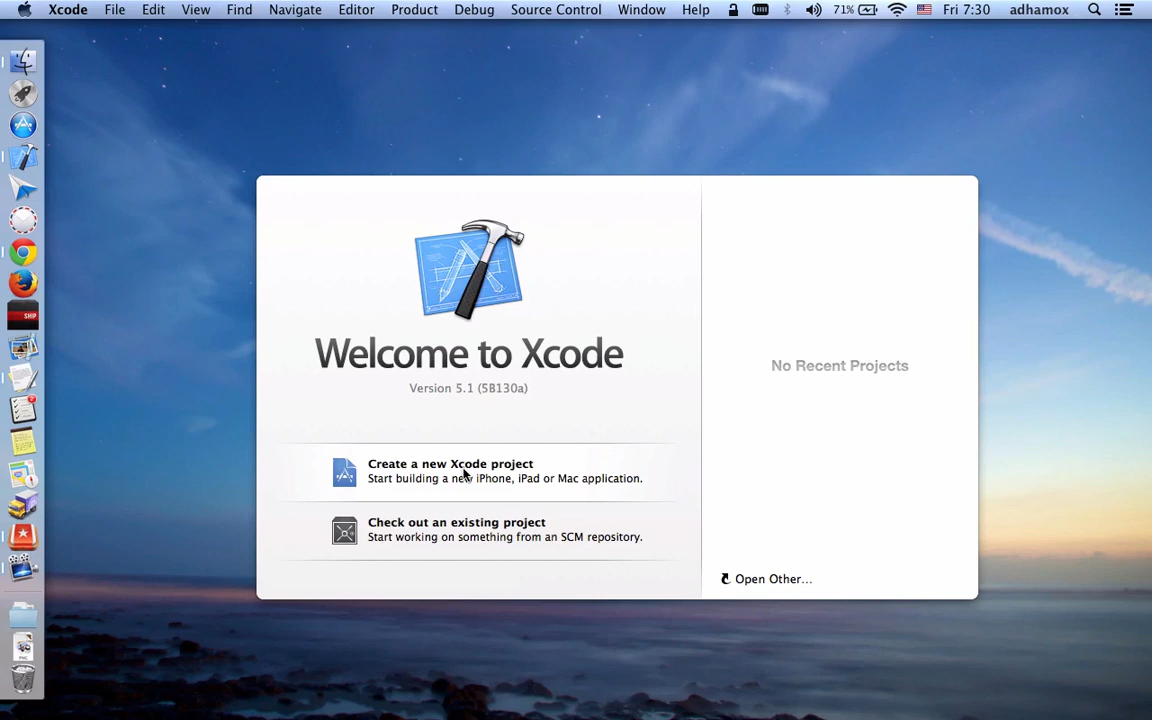 Xcode File Edit View Find Navigate Editor Product Debug Source Control Window Help 71% Fri 7:30 adhamox
SHIP
Welcome to Xcode
Version 5.1 (5B130a)
Create a new Xcode project
Start building a new iPhone, iPad or Mac application.
Check out an existing project
Start working on something from an SCM repository.
No Recent Projects
Open Other...